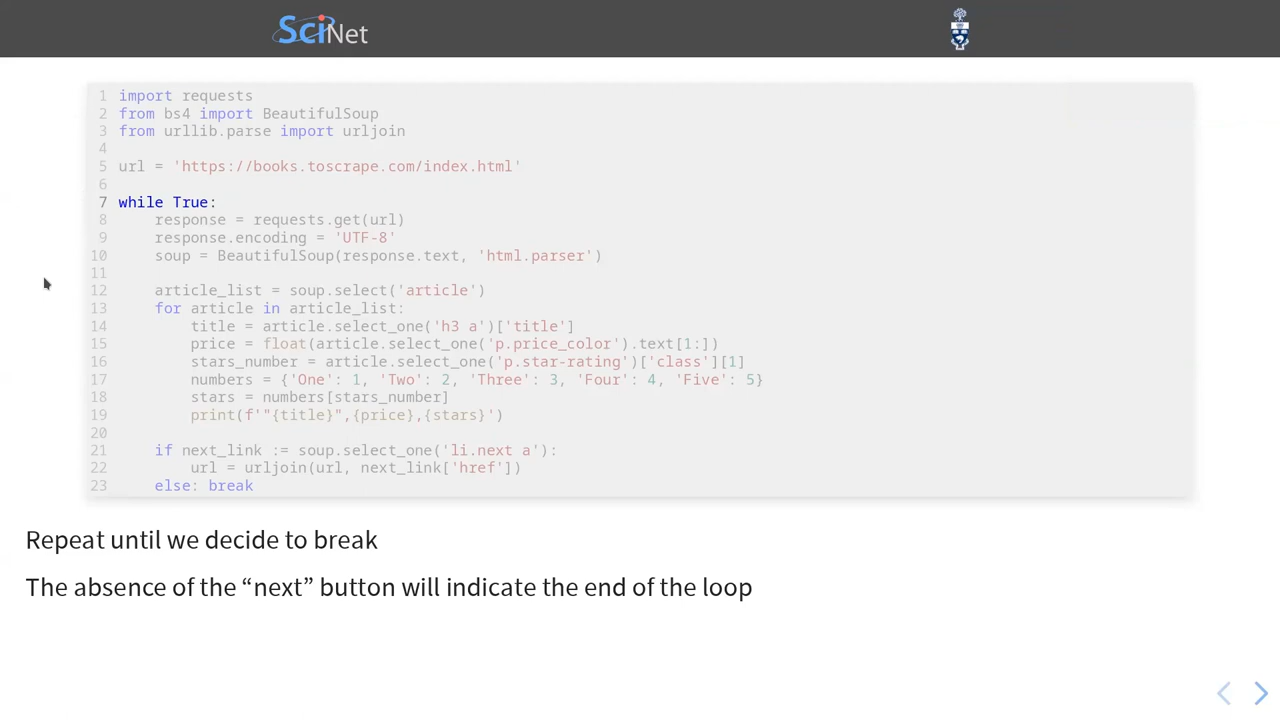 SciNet
1 import requests
2 from bs4 import BeautifulSoup
3 from urllib.parse import urljoin
4
5 url = 'https://books.toscrape.com/index.html'
6
7 while True:
8     response = requests.get(url)
9     response.encoding = 'UTF-8'
10     soup = BeautifulSoup(response.text, 'html.parser')
11
12     article_list = soup.select('article')
13     for article in article_list:
14         title = article.select_one('h3 a')['title']
15         price = float(article.select_one('p.price_color').text[1:])
16         stars_number = article.select_one('p.star-rating')['class'][1]
17         numbers = {'One': 1, 'Two': 2, 'Three': 3, 'Four': 4, 'Five': 5}
18         stars = numbers[stars_number]
19         print(f'"{title}",{price},{stars}')
20
21     if next_link := soup.select_one('li.next a'):
22         url = urljoin(url, next_link['href'])
23     else: break
Repeat until we decide to break
The absence of the “next” button will indicate the end of the loop